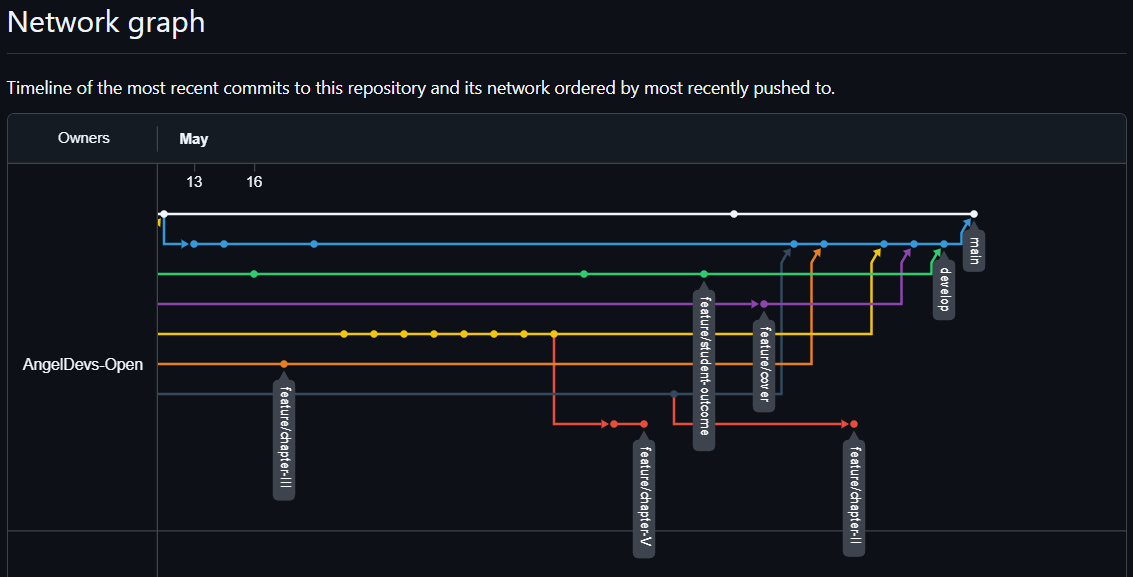 Network graph
Timeline of the most recent commits to this repository and its network ordered by most recently pushed to.
Owners
May
13
16
main
develop
feature/student-outcome
feature/cover
AngelDevs-Open
feature/chapter-III
feature/chapter-V
feature/chapter-II